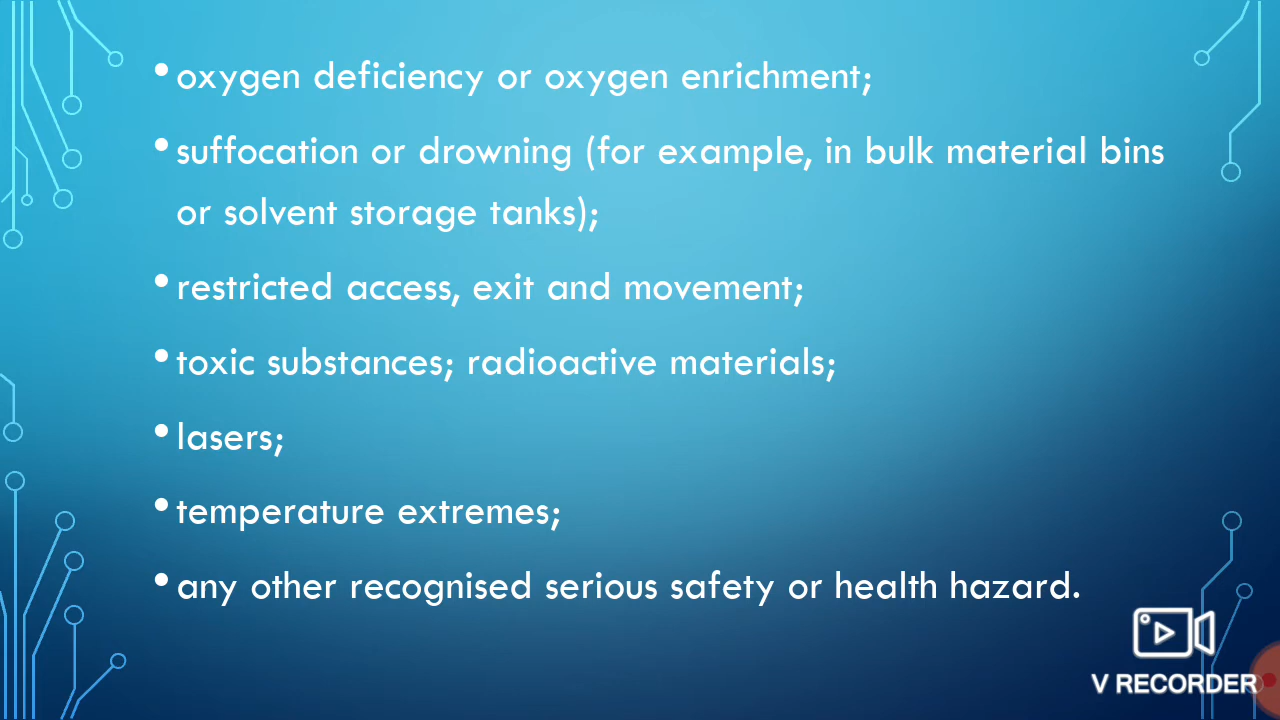 • oxygen deficiency or oxygen enrichment;
• suffocation or drowning (for example, in bulk material bins
or solvent storage tanks);
• restricted access, exit and movement;
• toxic substances; radioactive materials;
• lasers;
• temperature extremes;
• any other recognised serious safety or health hazard.
V RECORDER